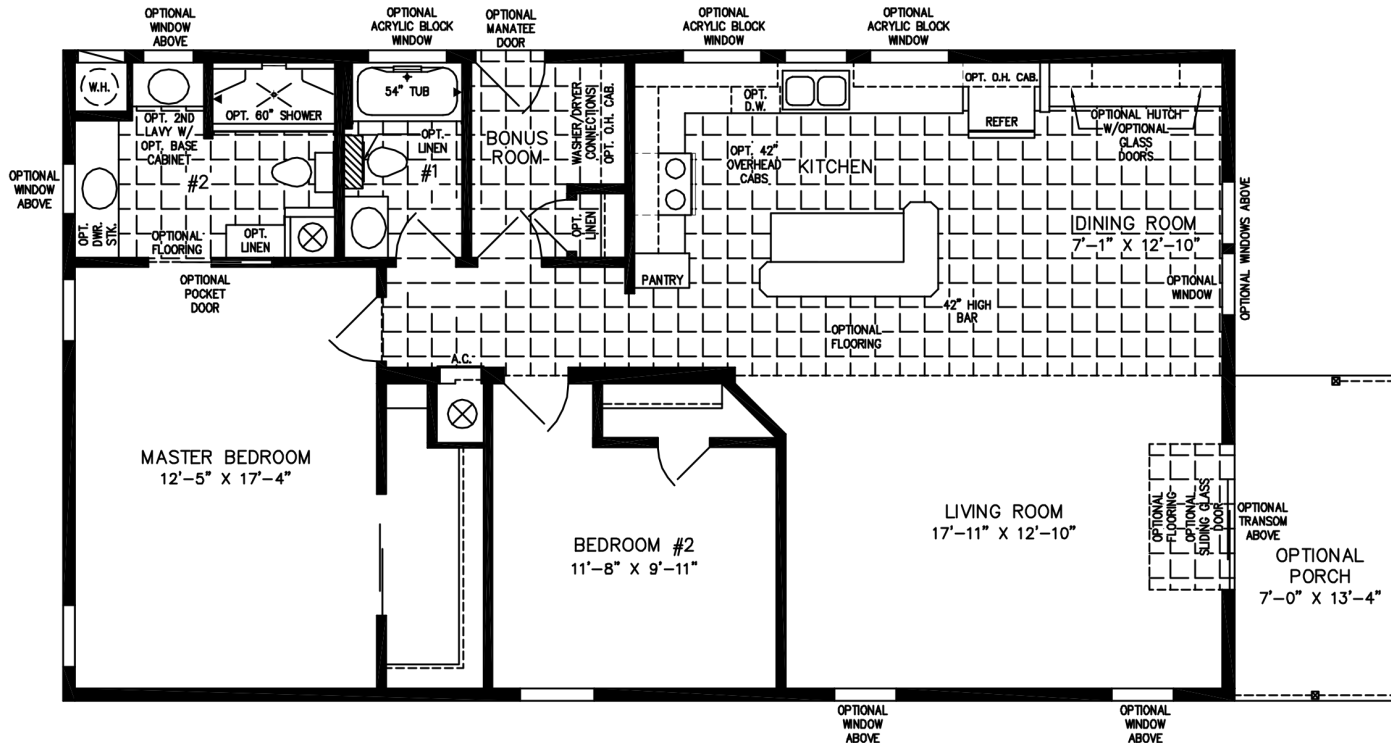 OPTIONAL
WINDOW
ABOVE
OPTIONAL
ACRYLIC BLOCK
WINDOW
OPTIONAL
MANATEE
DOOR
OPTIONAL
ACRYLIC BLOCK
WINDOW
OPTIONAL
ACRYLIC BLOCK
WINDOW
W.H.
OPT. 60" SHOWER
54" TUB
OPT. 2ND
LAVY W/
OPT. BASE
CABINET
#2
OPTIONAL
WINDOW
ABOVE
OPT.
DWR.
STK.
OPTIONAL
FLOORING
OPT.
LINEN
OPTIONAL
POCKET
DOOR
OPT.
LINEN
#1
BONUS
ROOM
WASHER/DRYER
CONNECTIONS
OPT. O.H. CAB.
OPT.
LINEN
OPT.
D.W.
OPT. 42"
OVERHEAD
CABS
KITCHEN
OPT. O.H. CAB.
REFER
OPTIONAL HUTCH
W/OPTIONAL
GLASS
DOORS
DINING ROOM
7'-1" X 12'-10"
OPTIONAL WINDOWS ABOVE
OPTIONAL
WINDOW
PANTRY
42" HIGH
BAR
OPTIONAL
FLOORING
A.C.
MASTER BEDROOM
12'-5" X 17'-4"
BEDROOM #2
11'-8" X 9'-11"
LIVING ROOM
17'-11" X 12'-10"
OPTIONAL
FLOORING
OPTIONAL
SLIDING GLASS
DOOR
OPTIONAL
TRANSOM
ABOVE
OPTIONAL
PORCH
7'-0" X 13'-4"
OPTIONAL
WINDOW
ABOVE
OPTIONAL
WINDOW
ABOVE